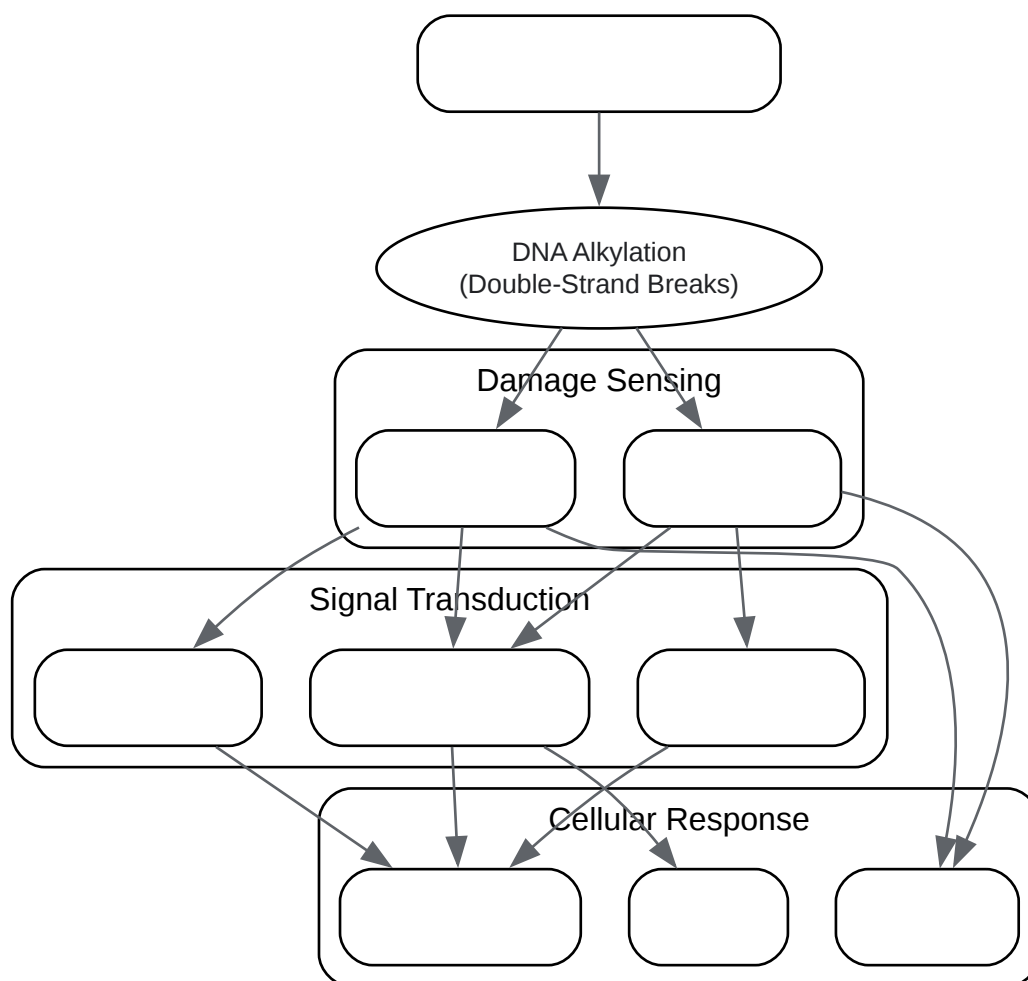 DNA Alkylation
(Double-Strand Breaks)
Damage Sensing
Signal Transduction
Cellular Response